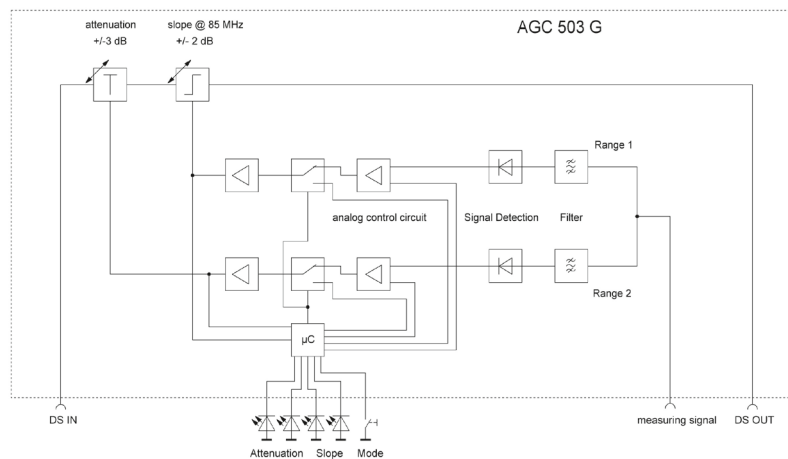 AGC 503 G
attenuation
+/-3 dB
slope @ 85 MHz
+/- 2 dB
Range 1
analog control circuit
Signal Detection
Filter
Range 2
µC
DS IN
measuring signal
DS OUT
Attenuation
Slope
Mode